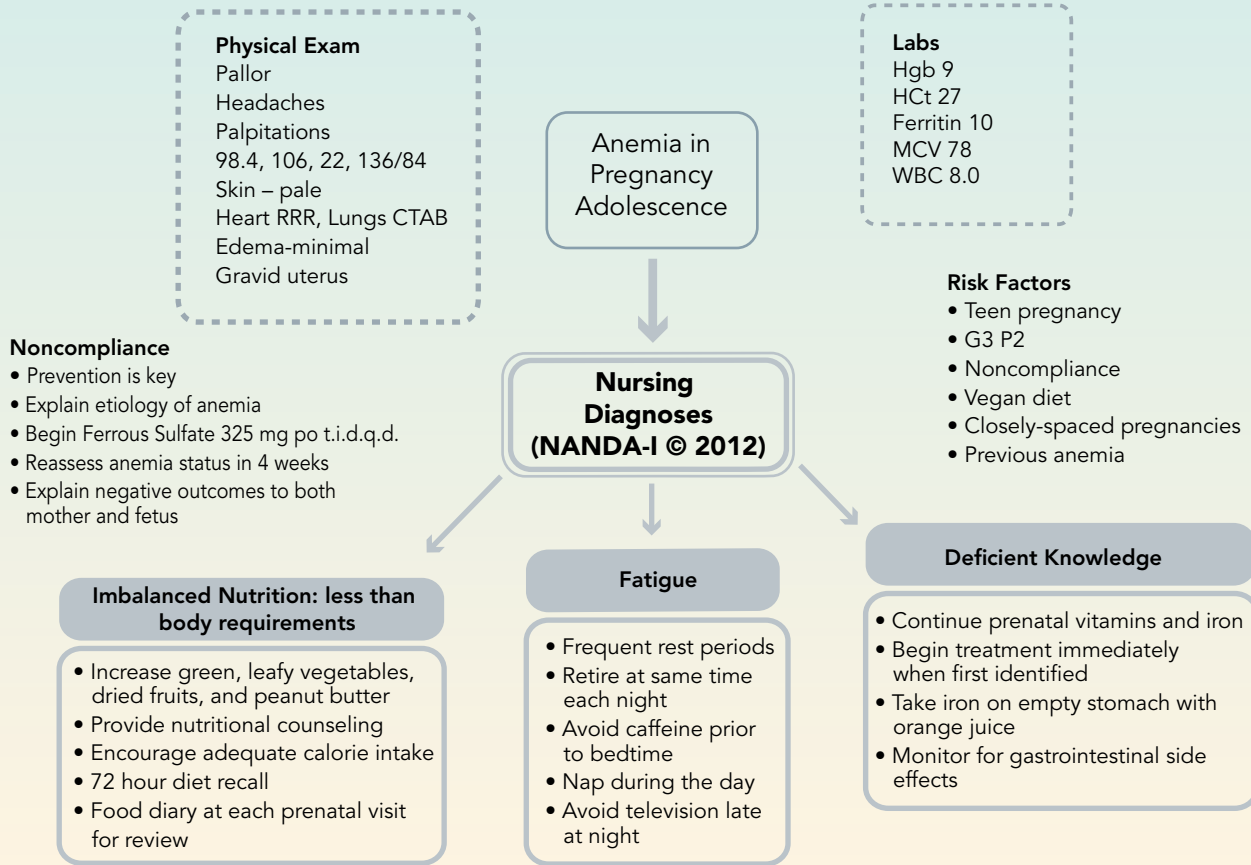 Physical Exam
Pallor
Headaches
Palpitations
98.4, 106, 22, 136/84
Skin – pale
Heart RRR, Lungs CTAB
Edema-minimal
Gravid uterus
Anemia in
Pregnancy
Adolescence
Labs
Hgb 9
HCt 27
Ferritin 10
MCV 78
WBC 8.0
Risk Factors
• Teen pregnancy
• G3 P2
• Noncompliance
• Vegan diet
• Closely-spaced pregnancies
• Previous anemia
Noncompliance
• Prevention is key
• Explain etiology of anemia
• Begin Ferrous Sulfate 325 mg po t.i.d.q.d.
• Reassess anemia status in 4 weeks
• Explain negative outcomes to both
mother and fetus
Nursing
Diagnoses
(NANDA-I © 2012)
Imbalanced Nutrition: less than
body requirements
• Increase green, leafy vegetables,
dried fruits, and peanut butter
• Provide nutritional counseling
• Encourage adequate calorie intake
• 72 hour diet recall
• Food diary at each prenatal visit
for review
Fatigue
• Frequent rest periods
• Retire at same time
each night
• Avoid caffeine prior
to bedtime
• Nap during the day
• Avoid television late
at night
Deficient Knowledge
• Continue prenatal vitamins and iron
• Begin treatment immediately
when first identified
• Take iron on empty stomach with
orange juice
• Monitor for gastrointestinal side
effects